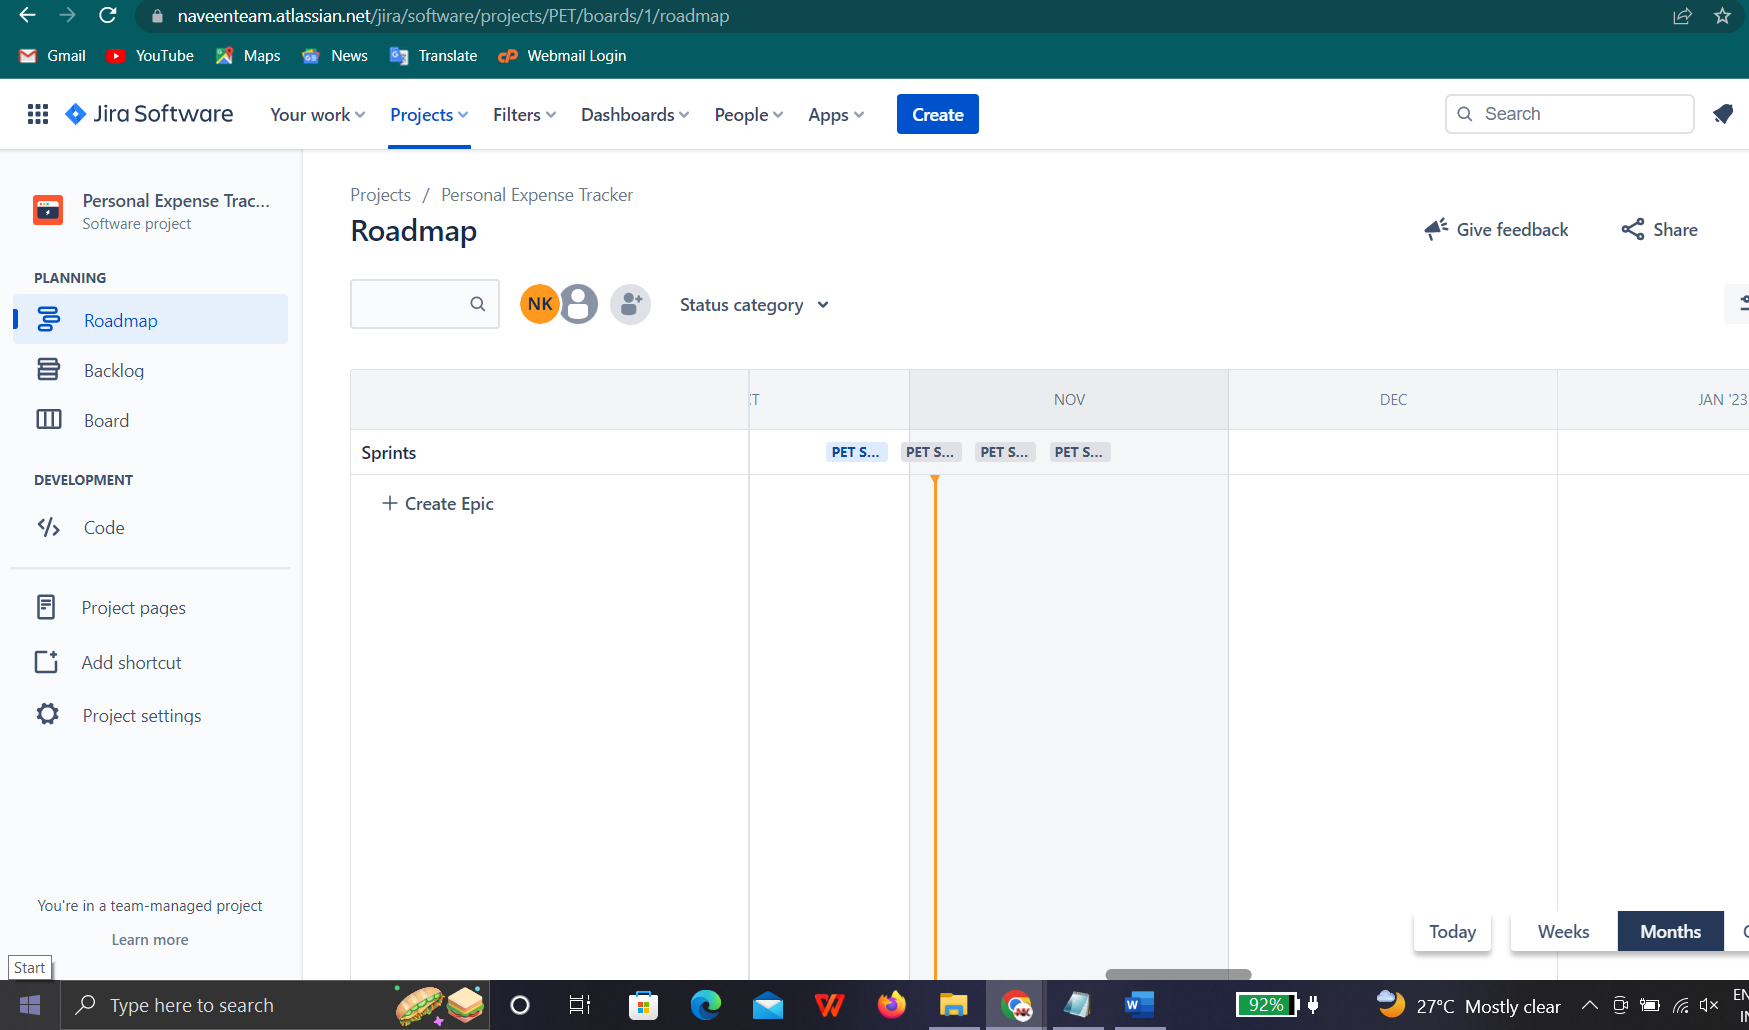 naveenteam.atlassian.net/jira/software/projects/PET/boards/1/roadmap
Gmail YouTube Maps News Translate Webmail Login
Jira Software Your work Projects Filters Dashboards People Apps Create Search
Personal Expense Trac...
Software project
Projects / Personal Expense Tracker
Roadmap
Give feedback Share
PLANNING
NK Status category
Roadmap
Backlog
Board
NOV DEC JAN '23
Sprints PET S... PET S... PET S... PET S...
DEVELOPMENT
+ Create Epic
Code
Project pages
Add shortcut
Project settings
You're in a team-managed project
Learn more
Today Weeks Months
Start
Type here to search 92% 27°C Mostly clear